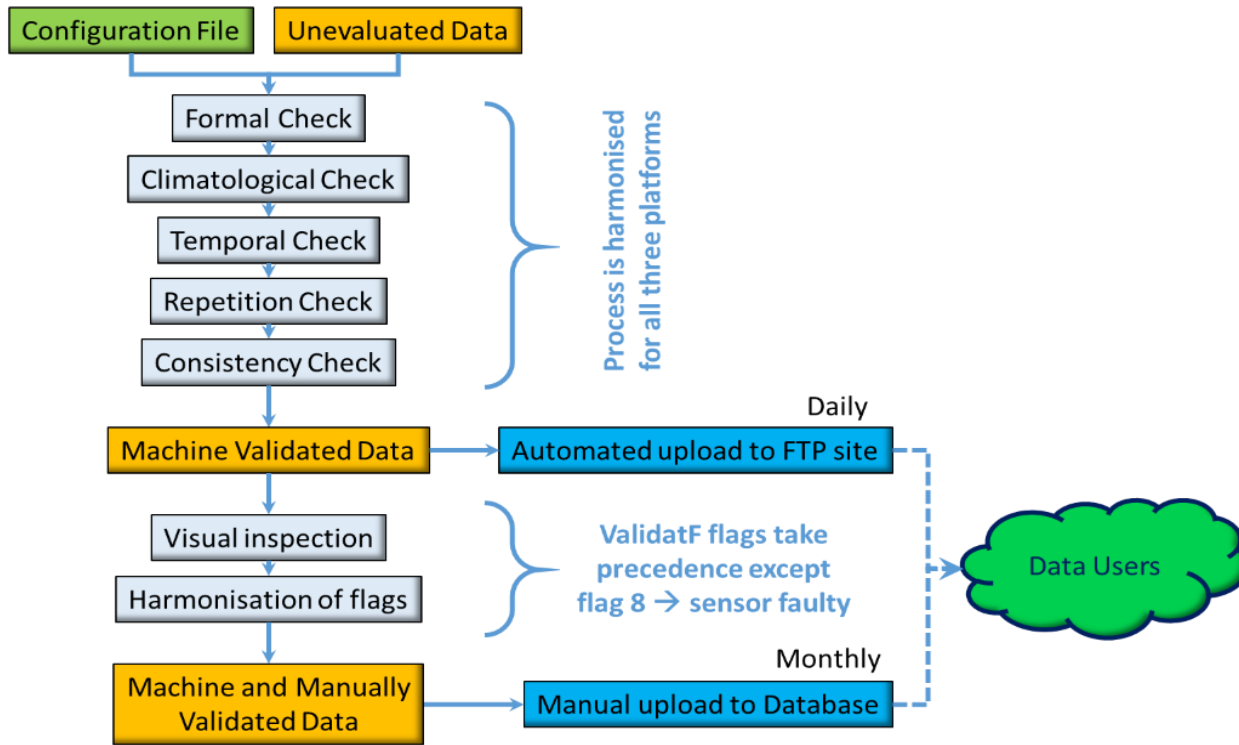 Configuration File
Unevaluated Data
Formal Check
Climatological Check
Temporal Check
Repetition Check
Consistency Check
Process is harmonised
for all three platforms
Daily
Machine Validated Data
Automated upload to FTP site
Visual inspection
Harmonisation of flags
ValidatF flags take
precedence except
flag 8 → sensor faulty
Data Users
Monthly
Machine and Manually
Validated Data
Manual upload to Database